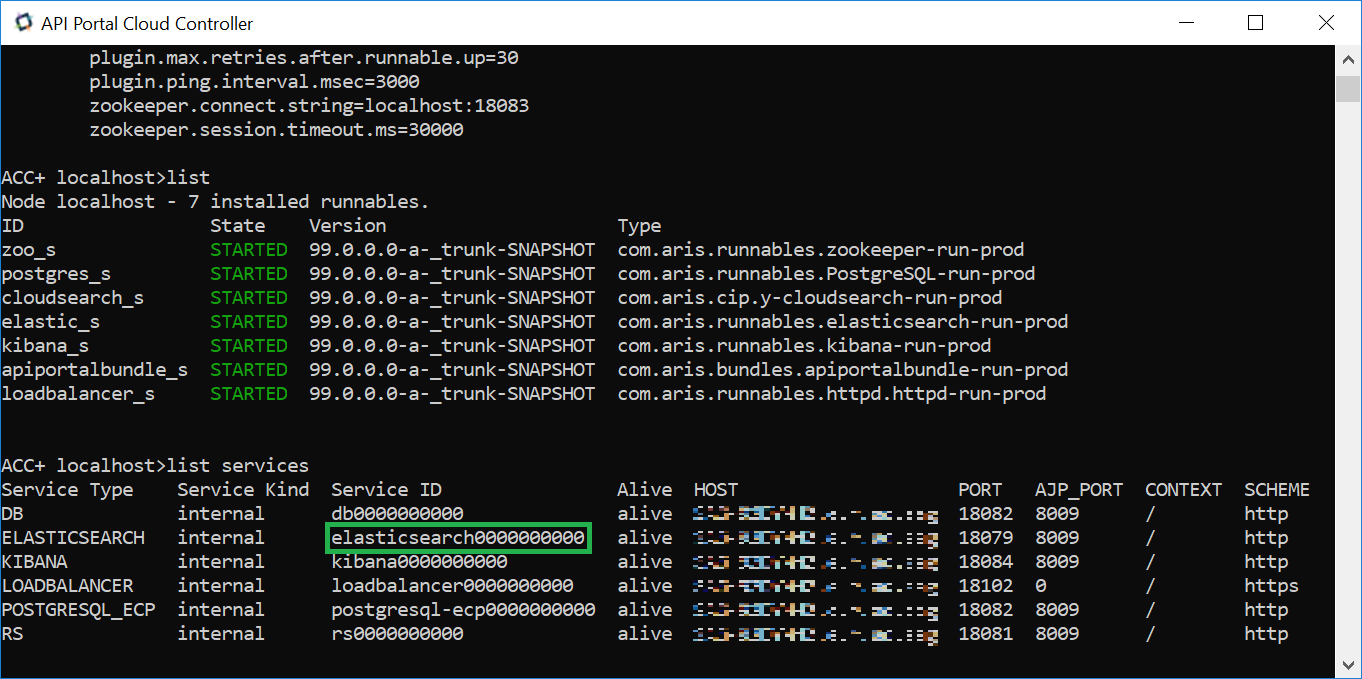 API Portal Cloud Controller
plugin.max.retries.after.runnable.up=30
plugin.ping.interval.msec=3000
zookeeper.connect.string=localhost:18083
zookeeper.session.timeout.ms=30000
ACC+ localhost>list
Node localhost - 7 installed runnables.
ID State Version Type
zoo_s STARTED 99.0.0.0-a-_trunk-SNAPSHOT com.aris.runnables.zookeeper-run-prod
postgres_s STARTED 99.0.0.0-a-_trunk-SNAPSHOT com.aris.runnables.PostgreSQL-run-prod
cloudsearch_s STARTED 99.0.0.0-a-_trunk-SNAPSHOT com.aris.cip.y-cloudsearch-run-prod
elastic_s STARTED 99.0.0.0-a-_trunk-SNAPSHOT com.aris.runnables.elasticsearch-run-prod
kibana_s STARTED 99.0.0.0-a-_trunk-SNAPSHOT com.aris.runnables.kibana-run-prod
apiportalbundle_s STARTED 99.0.0.0-a-_trunk-SNAPSHOT com.aris.bundles.apiportalbundle-run-prod
loadbalancer_s STARTED 99.0.0.0-a-_trunk-SNAPSHOT com.aris.runnables.httpd.httpd-run-prod
ACC+ localhost>list services
Service Type Service Kind Service ID Alive HOST PORT AJP_PORT CONTEXT SCHEME
DB internal db0000000000 alive 18082 8009 / http
ELASTICSEARCH internal elasticsearch0000000000 alive 18079 8009 / http
KIBANA internal kibana0000000000 alive 18084 8009 / http
LOADBALANCER internal loadbalancer0000000000 alive 18102 0 / https
POSTGRESQL_ECP internal postgresql-ecp0000000000 alive 18082 8009 / http
RS internal rs0000000000 alive 18081 8009 / http